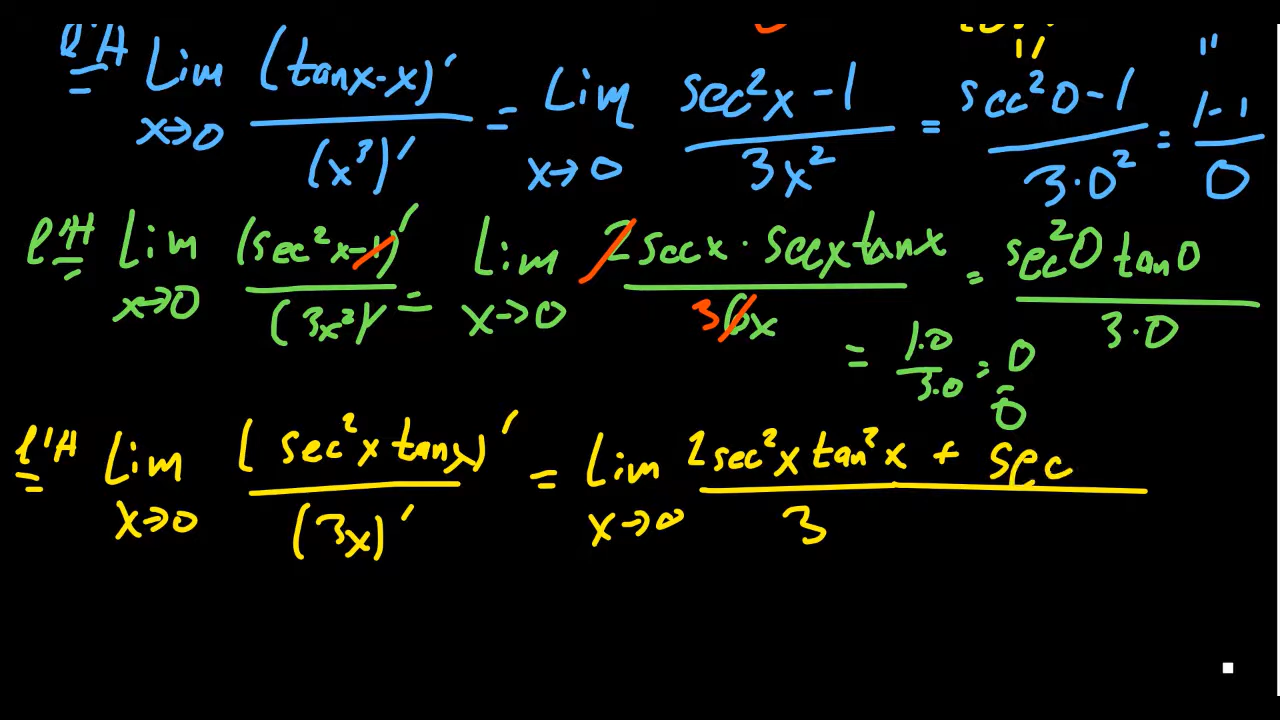 l'H lim x→0 (tanx-x)' / (x³)' = lim x→0 sec²x - 1 / 3x² = sec²0 - 1 / 3·0² = 1-1 / 0
l'H lim x→0 (sec²x-1)' / (3x²)' = lim x→0 2secx · secxtanx / 3 6x = sec²0 tan0 / 3·0
= 1·0 / 3·0 = 0 / 0
l'H lim x→0 (sec²x tanx)' / (3x)' = lim x→0 2sec²x tan²x + sec / 3